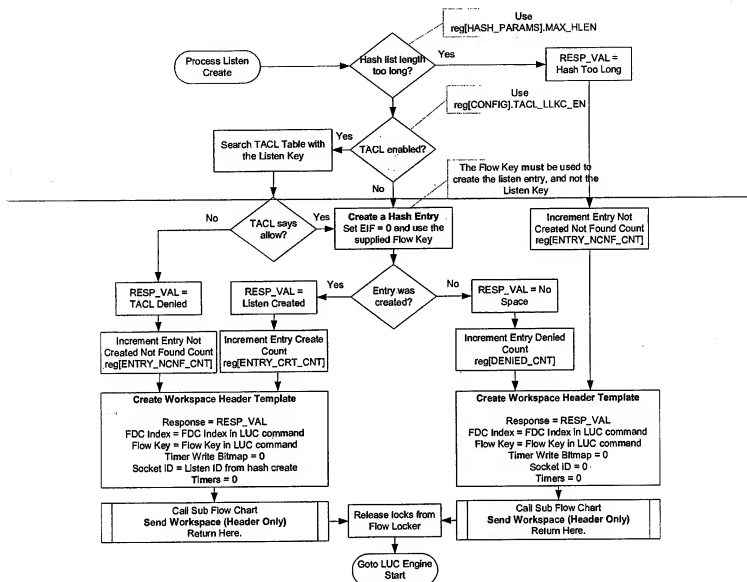 Use
reg[HASH_PARAMS].MAX_HLEN
Process Listen
Create
Hash list length
too long?
Yes
RESP_VAL =
Hash Too Long
Use
reg[CONFIG].TACL_LLKC_EN
Search TACL Table with
the Listen Key
Yes
TACL enabled?
No
The Flow Key must be used to
create the listen entry, and not the
Listen Key
No
TACL says
allow?
Yes
Create a Hash Entry
Set EIF = 0 and use the
supplied Flow Key
Increment Entry Not
Created Not Found Count
reg[ENTRY_NCNF_CNT]
RESP_VAL =
TACL Denied
RESP_VAL =
Listen Created
Yes
Entry was
created?
No
RESP_VAL = No
Space
Increment Entry Not
Created Not Found Count
reg[ENTRY_NCNF_CNT]
Increment Entry Create
Count
reg[ENTRY_CRT_CNT]
Increment Entry Denied
Count
reg[DENIED_CNT]
Create Workspace Header Template
Response = RESP_VAL
FDC Index = FDC Index in LUC command
Flow Key = Flow Key in LUC command
Timer Write Bitmap = 0
Socket ID = Listen ID from hash create
Timers = 0
Create Workspace Header Template
Response = RESP_VAL
FDC Index = FDC Index in LUC command
Flow Key = Flow Key in LUC command
Timer Write Bitmap = 0
Socket ID = 0
Timers = 0
Call Sub Flow Chart
Send Workspace (Header Only)
Return Here.
Release locks from
Flow Locker
Call Sub Flow Chart
Send Workspace (Header Only)
Return Here.
Goto LUC Engine
Start